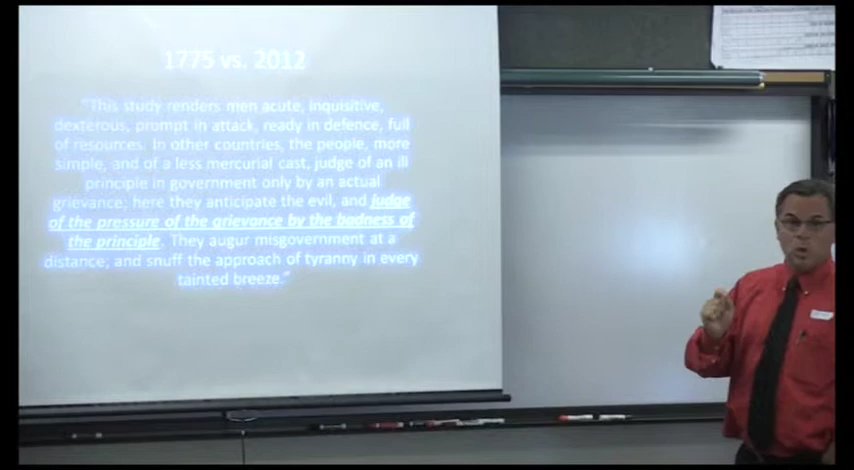 1775 vs. 2012
"This study renders men acute, inquisitive,
dexterous, prompt in attack, ready in defence, full
of resources. In other countries, the people, more
simple, and of a less mercurial cast, judge of an ill
principle in government only by an actual
grievance; here they anticipate the evil, and judge
of the pressure of the grievance by the badness of
the principle. They augur misgovernment at a
distance; and snuff the approach of tyranny in every
tainted breeze."